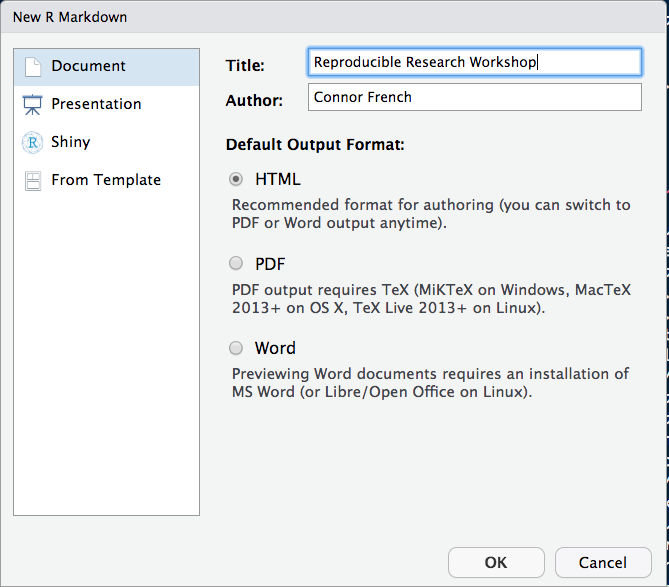 New R Markdown
Document
Presentation
R Shiny
From Template
Title: Reproducible Research Workshop
Author: Connor French
Default Output Format:
HTML
Recommended format for authoring (you can switch to
PDF or Word output anytime).
PDF
PDF output requires TeX (MiKTeX on Windows, MacTeX
2013+ on OS X, TeX Live 2013+ on Linux).
Word
Previewing Word documents requires an installation of
MS Word (or Libre/Open Office on Linux).
OK Cancel